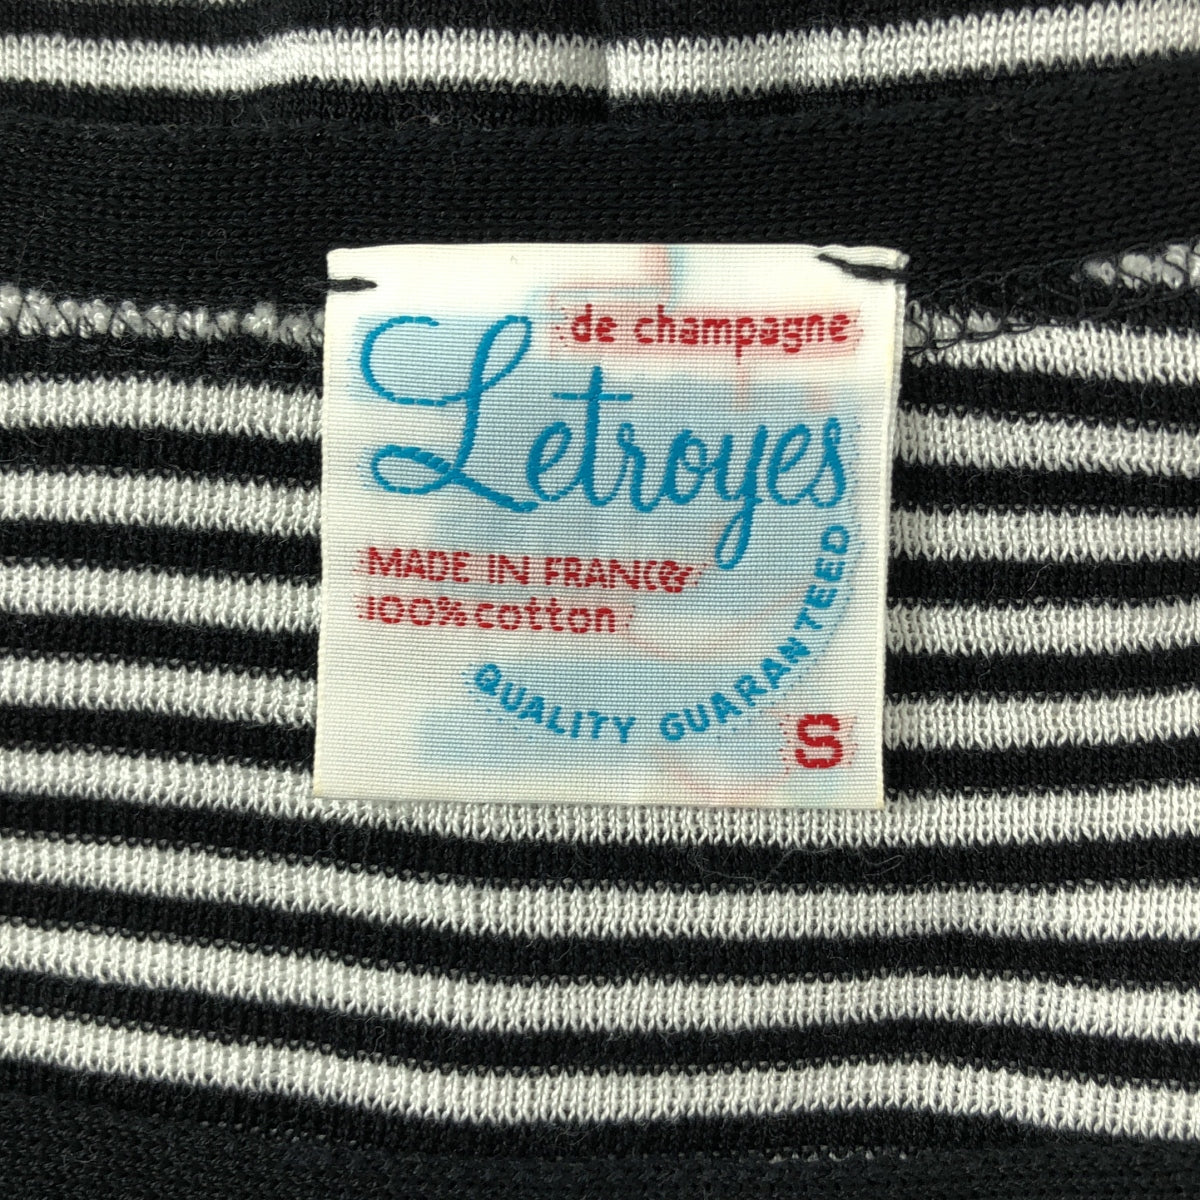 de champagne
Letroyes
MADE IN FRANCE
100% cotton
QUALITY GUARANTEED
S